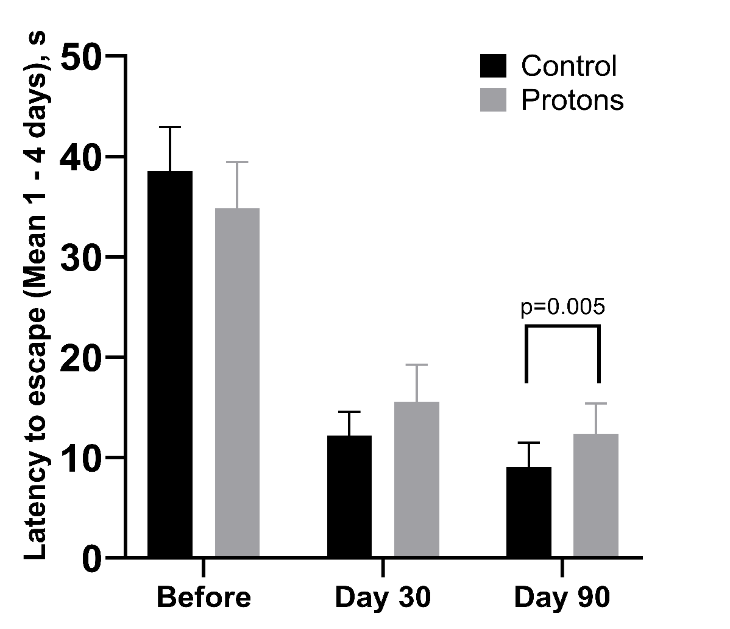 Latency to escape (Mean 1 - 4 days), s
50
40
30
20
10
0
Control
Protons
p=0.005
Before
Day 30
Day 90